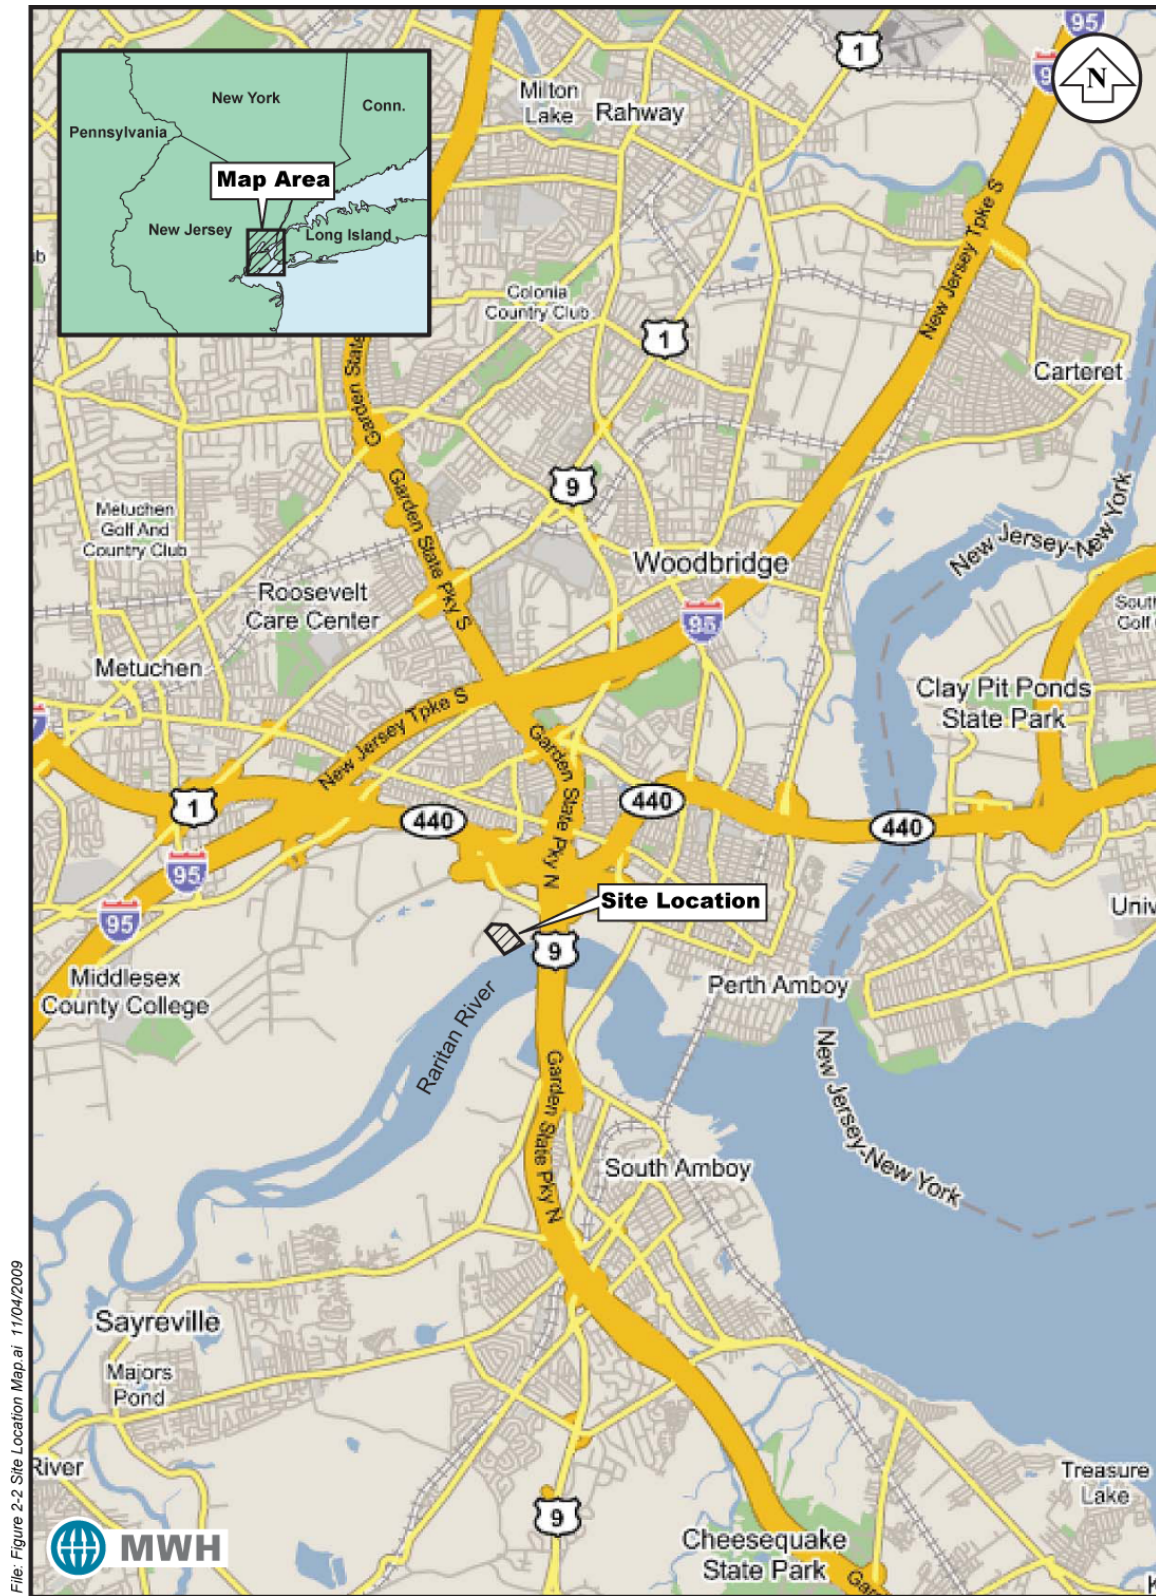 95
1
9
N
New York
Conn.
Pennsylvania
Map Area
New Jersey
Long Island
Milton
Lake
Rahway
New Jersey Tpke S
Colonia
Country Club
1
Garden State
Carteret
Garden State Pky S
9
Metuchen
Golf And
Country Club
New Jersey-New York
Woodbridge
Roosevelt
Care Center
95
South
Golf
Metuchen
Clay Pit Ponds
State Park
New Jersey Tpke S
Garden State Pky N
1
440
440
440
95
Site Location
Univ
95
9
Middlesex
County College
Perth Amboy
Raritan River
New Jersey-New York
Garden State Pky N
South Amboy
Sayreville
Majors
Pond
River
Treasure
Lake
9
Cheesequake
State Park
Gar
MWH
File: Figure 2-2 Site Location Map.ai 11/04/2009